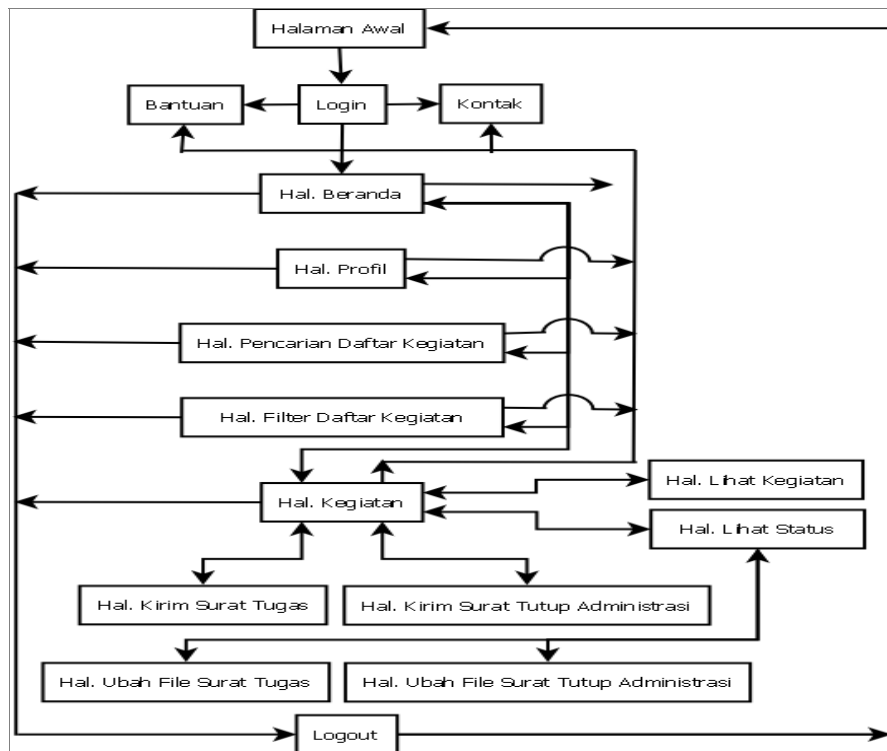 Halaman Awal
Bantuan
Login
Kontak
Hal. Beranda
Hal. Profil
Hal. Pencarian Daftar Kegiatan
Hal. Filter Daftar Kegiatan
Hal. Kegiatan
Hal. Lihat Kegiatan
Hal. Lihat Status
Hal. Kirim Surat Tugas
Hal. Kirim Surat Tutup Administrasi
Hal. Ubah File Surat Tugas
Hal. Ubah File Surat Tutup Administrasi
Logout